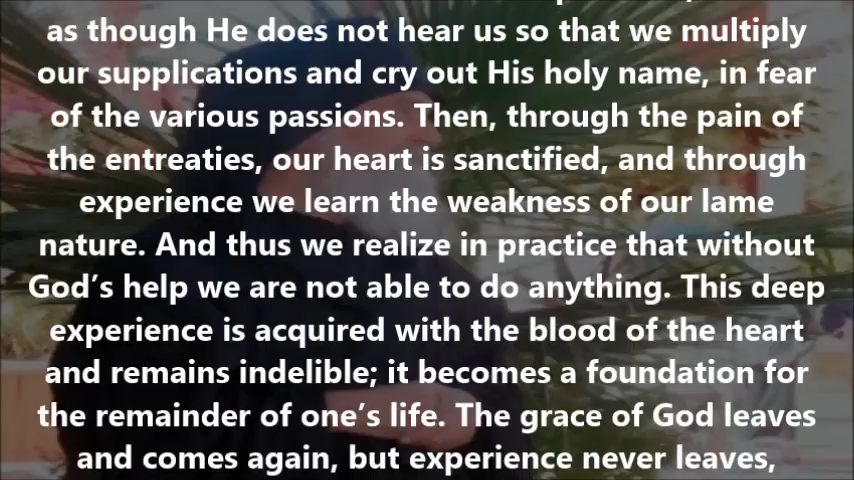 as though He does not hear us so that we multiply
our supplications and cry out His holy name, in fear
of the various passions. Then, through the pain of
the entreaties, our heart is sanctified, and through
experience we learn the weakness of our lame
nature. And thus we realize in practice that without
God’s help we are not able to do anything. This deep
experience is acquired with the blood of the heart
and remains indelible; it becomes a foundation for
the remainder of one’s life. The grace of God leaves
and comes again, but experience never leaves,